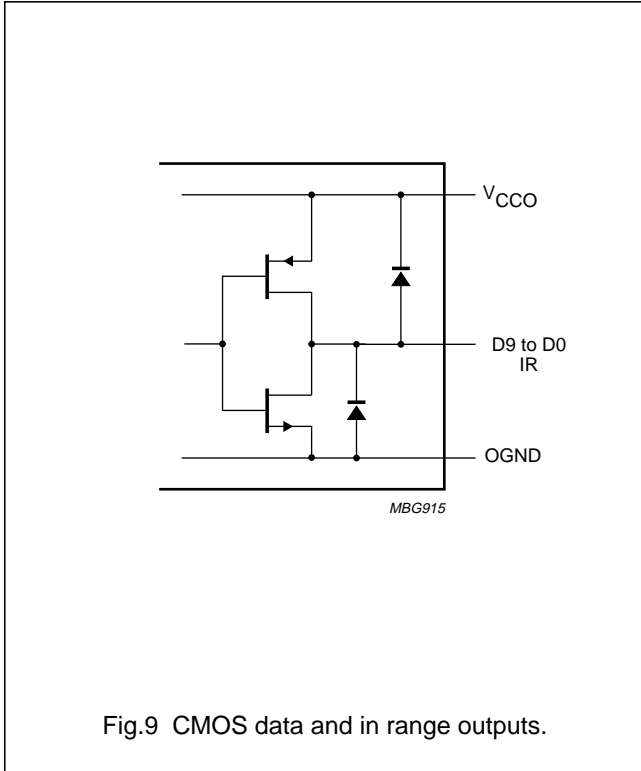 VCCO
D9 to D0
IR
OGND
MBG915
Fig.9 CMOS data and in range outputs.